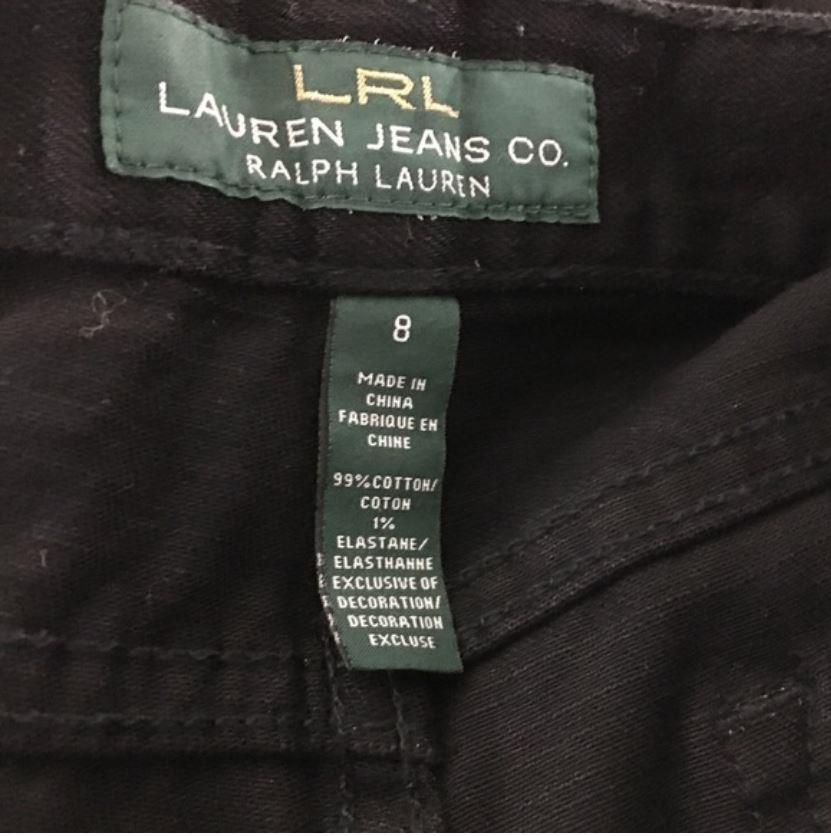 LRL
LAUREN JEANS CO.
RALPH LAUREN
8
MADE IN
CHINA
FABRIQUE EN
CHINE
99%COTTON/
COTON
1%
ELASTANE/
ELASTHANNE
EXCLUSIVE OF
DECORATION/
DECORATION
EXCLUSE